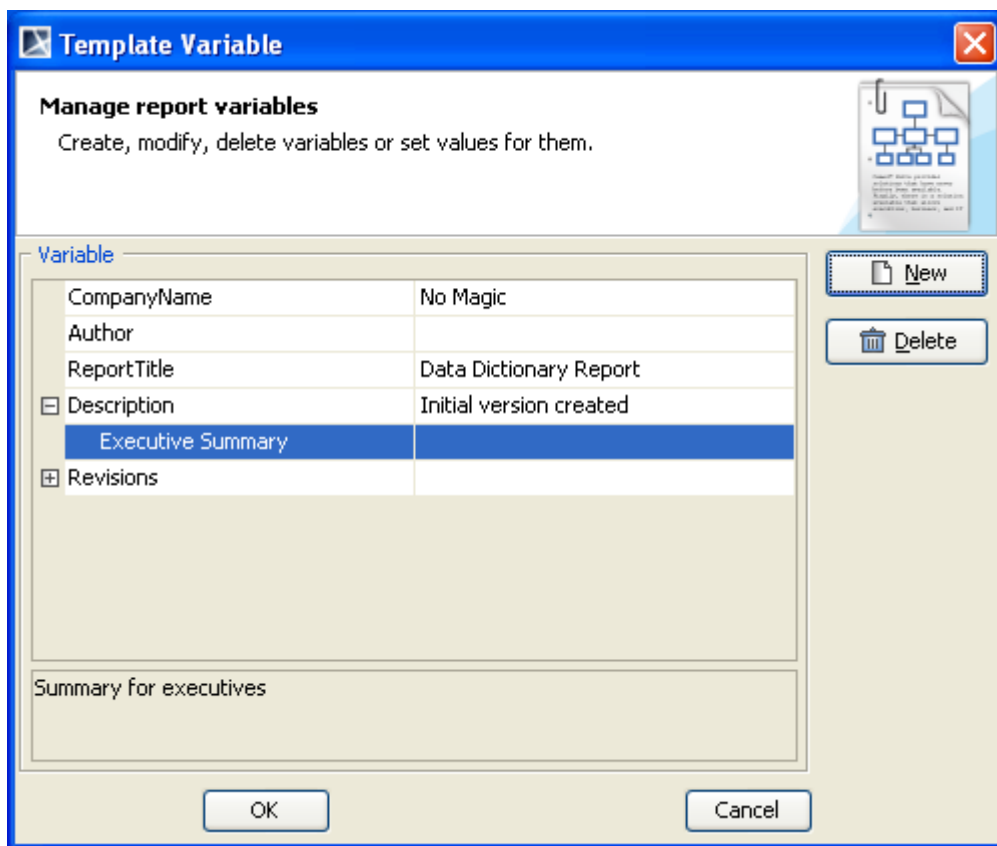 Template Variable
Manage report variables
Create, modify, delete variables or set values for them.
Variable
CompanyName No Magic
Author
ReportTitle Data Dictionary Report
Description Initial version created
Executive Summary
Revisions
New
Delete
Summary for executives
OK Cancel